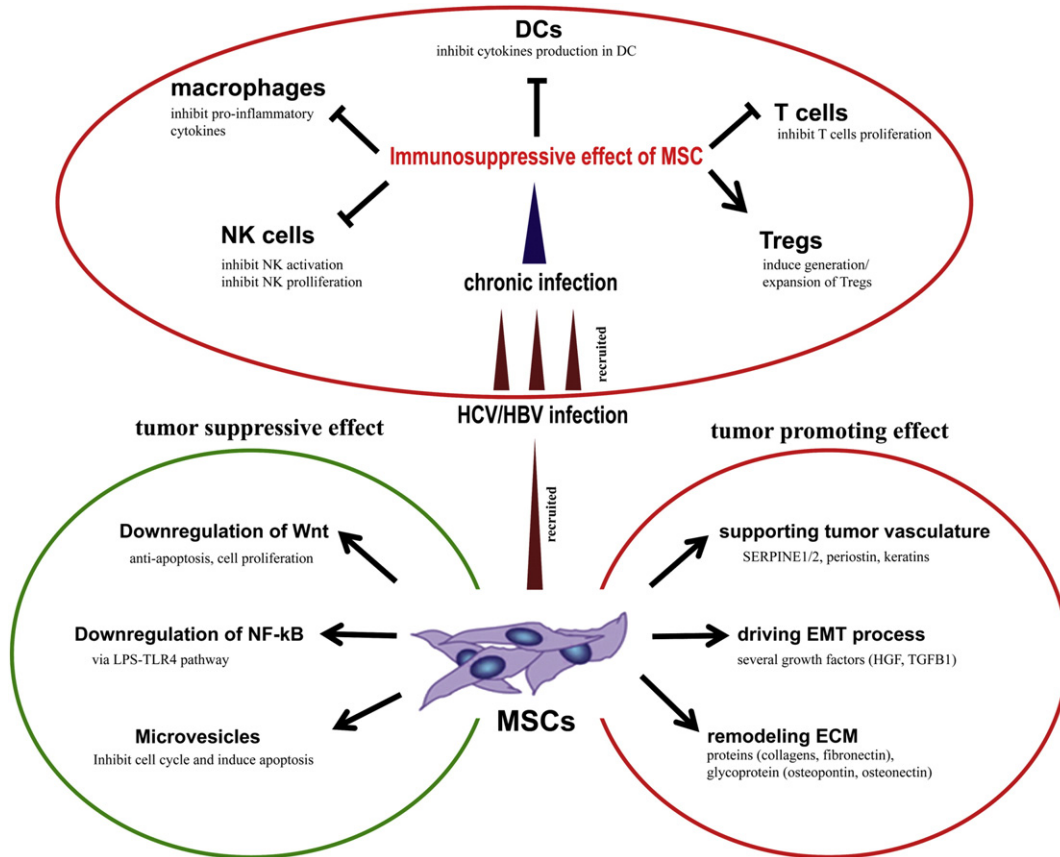 DCs
inhibit cytokines production in DC
macrophages
inhibit pro-inflammatory
cytokines
T cells
inhibit T cells proliferation
Immunosuppressive effect of MSC
NK cells
inhibit NK activation
inhibit NK prolliferation
Tregs
induce generation/
expansion of Tregs
chronic infection
recruited
HCV/HBV infection
tumor suppressive effect
tumor promoting effect
recruited
Downregulation of Wnt
anti-apoptosis, cell proliferation
Downregulation of NF-kB
via LPS-TLR4 pathway
Microvesicles
Inhibit cell cycle and induce apoptosis
MSCs
supporting tumor vasculature
SERPINE1/2, periostin, keratins
driving EMT process
several growth factors (HGF, TGFB1)
remodeling ECM
proteins (collagens, fibronectin),
glycoprotein (osteopontin, osteonectin)